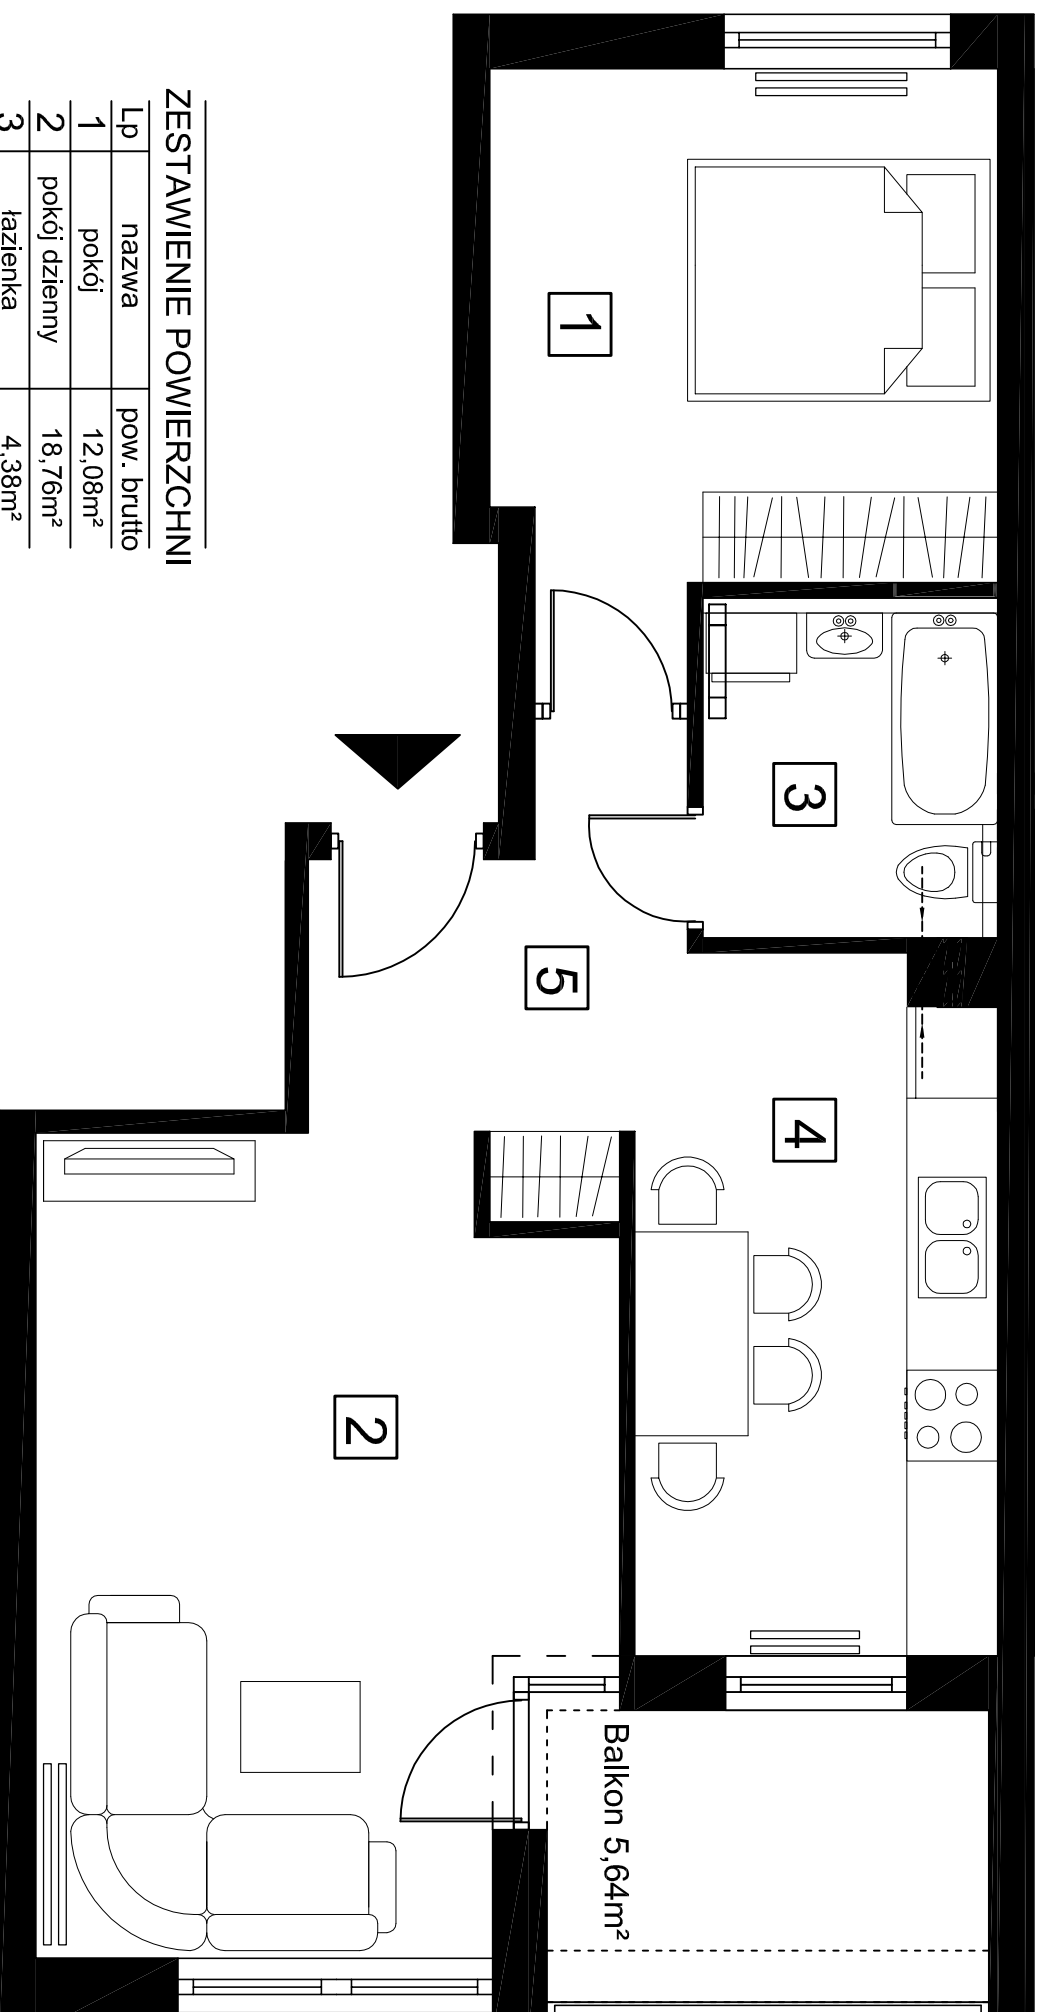 ZESTAWIENIE POWIERZCHNI
Lp nazwa pow. brutto
1 pokój 12,08m²
2 pokój dzienny 18,76m²
3 łazienka 4,38m²
1
3
5
4
2
Balkon 5,64m²